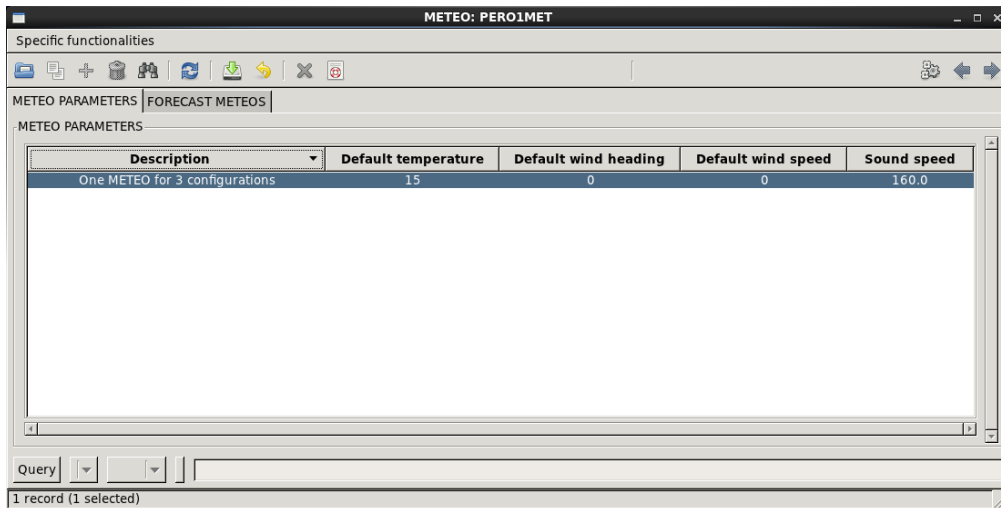 METEO: PERO1MET
Specific functionalities
METEO PARAMETERS FORECAST METEOS
METEO PARAMETERS
Description Default temperature Default wind heading Default wind speed Sound speed
One METEO for 3 configurations 15 0 0 160.0
Query
1 record (1 selected)